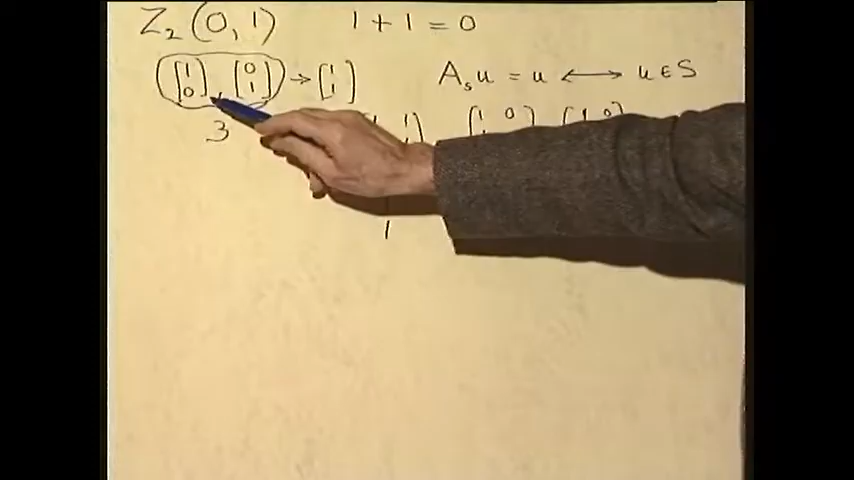 Z₂(0, 1) 1 + 1 = 0
[1 0], [0 1] → [1 1] Aₛu = u ⟷ u ∈ S
3
1